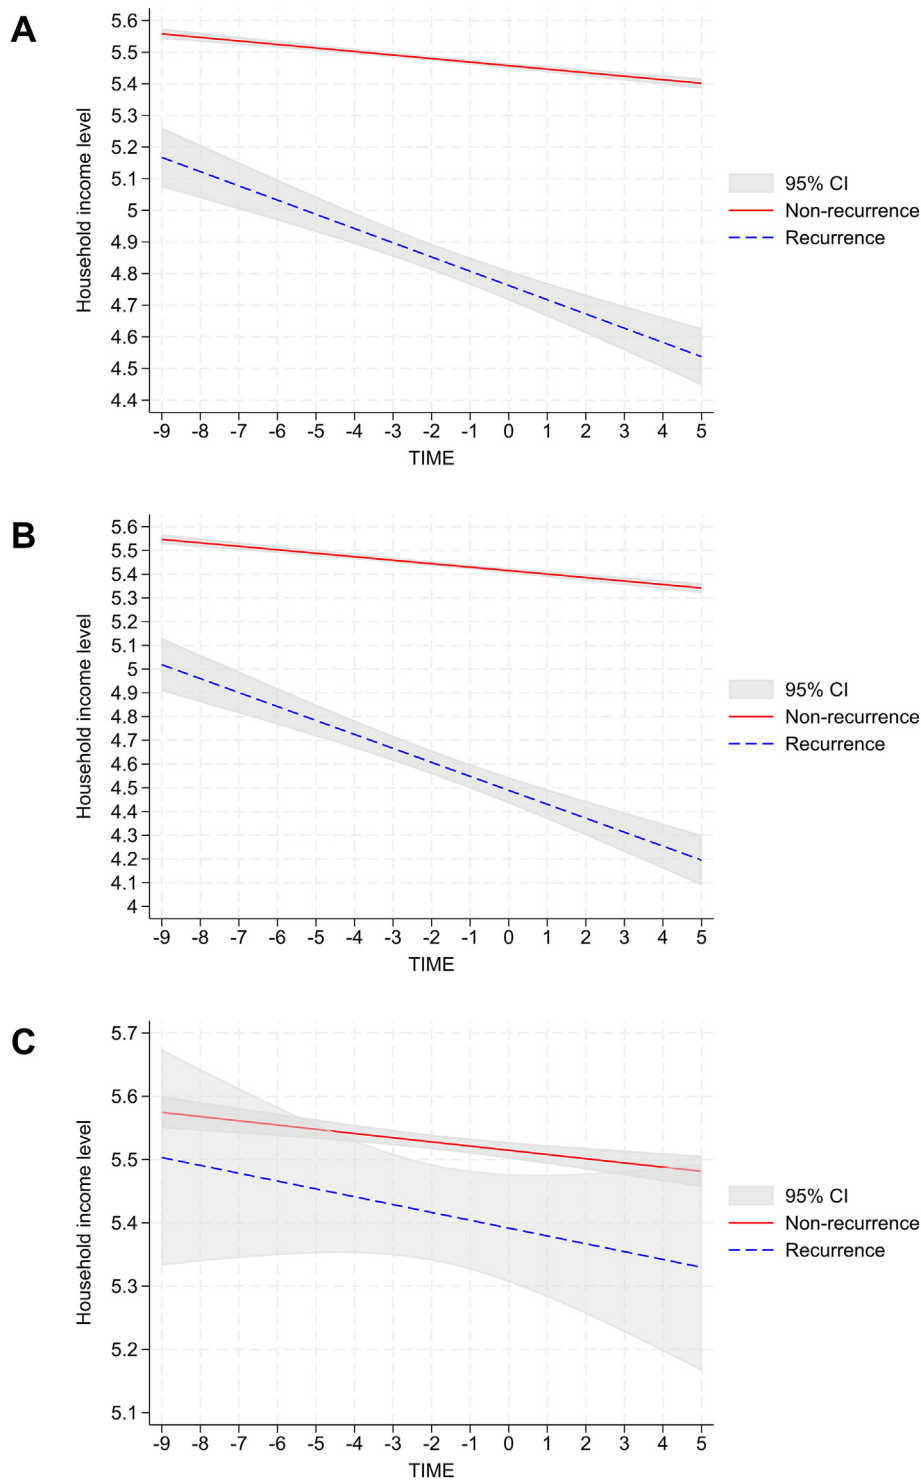 A
Household income level
5.6
5.5
5.4
5.3
5.2
5.1
5
4.9
4.8
4.7
4.6
4.5
4.4
-9 -8 -7 -6 -5 -4 -3 -2 -1 0 1 2 3 4 5
TIME
95% CI
Non-recurrence
Recurrence
B
Household income level
5.6
5.5
5.4
5.3
5.2
5.1
5
4.9
4.8
4.7
4.6
4.5
4.4
4.3
4.2
4.1
4
-9 -8 -7 -6 -5 -4 -3 -2 -1 0 1 2 3 4 5
TIME
95% CI
Non-recurrence
Recurrence
C
Household income level
5.7
5.6
5.5
5.4
5.3
5.2
5.1
-9 -8 -7 -6 -5 -4 -3 -2 -1 0 1 2 3 4 5
TIME
95% CI
Non-recurrence
Recurrence